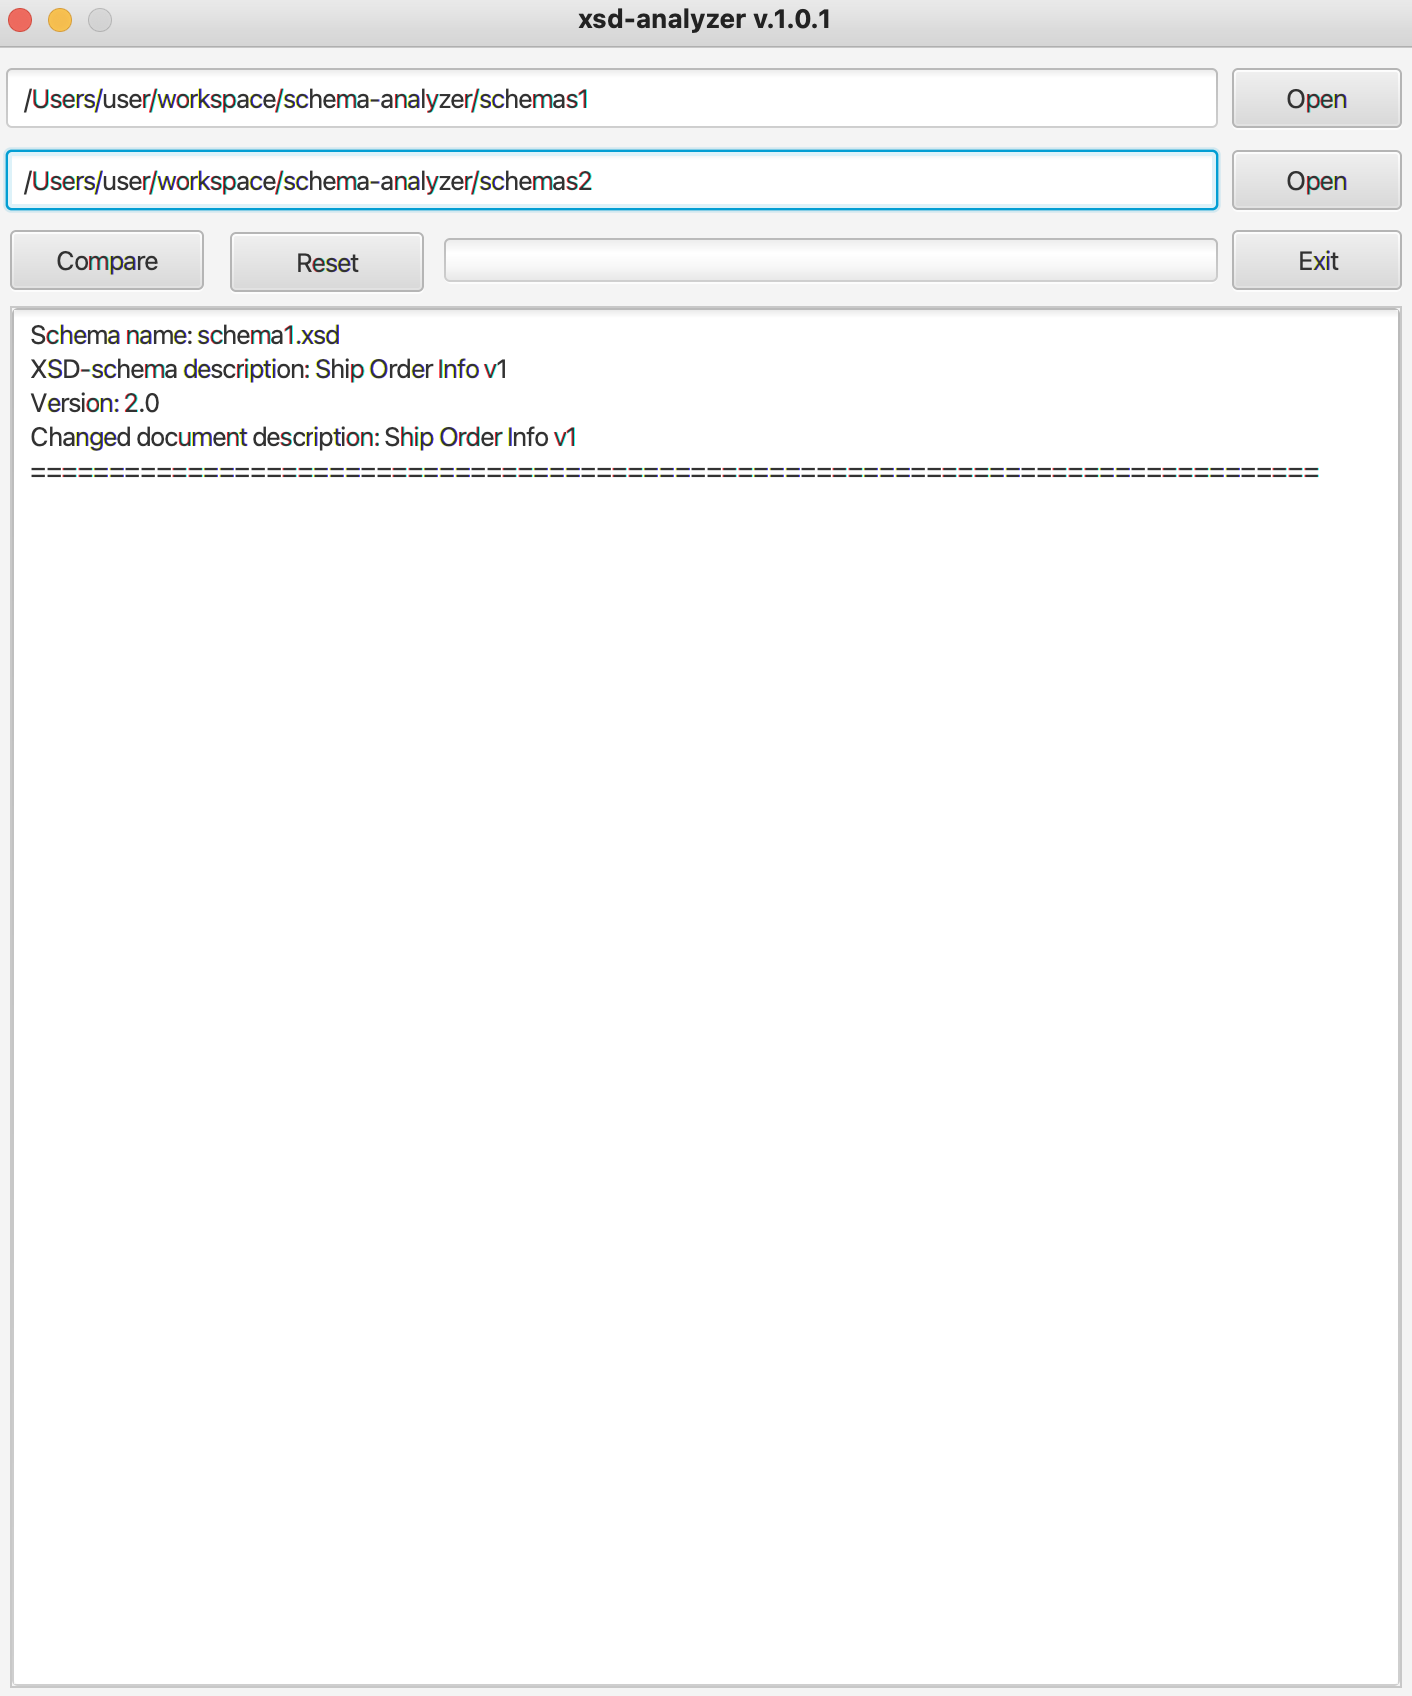 xsd-analyzer v.1.0.1
/Users/user/workspace/schema-analyzer/schemas1
Open
/Users/user/workspace/schema-analyzer/schemas2
Open
Compare
Reset
Exit
Schema name: schema1.xsd
XSD-schema description: Ship Order Info v1
Version: 2.0
Changed document description: Ship Order Info v1
==================================================================================